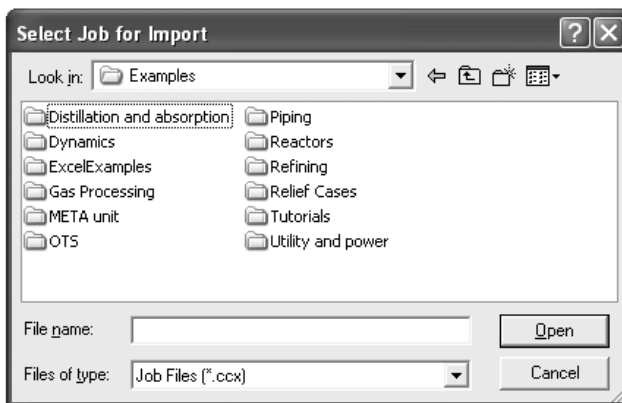 Select Job for Import
Look in: Examples
Distillation and absorption Piping
Dynamics Reactors
ExcelExamples Refining
Gas Processing Relief Cases
META unit Tutorials
OTS Utility and power
File name: Open
Files of type: Job Files (*.ccx) Cancel